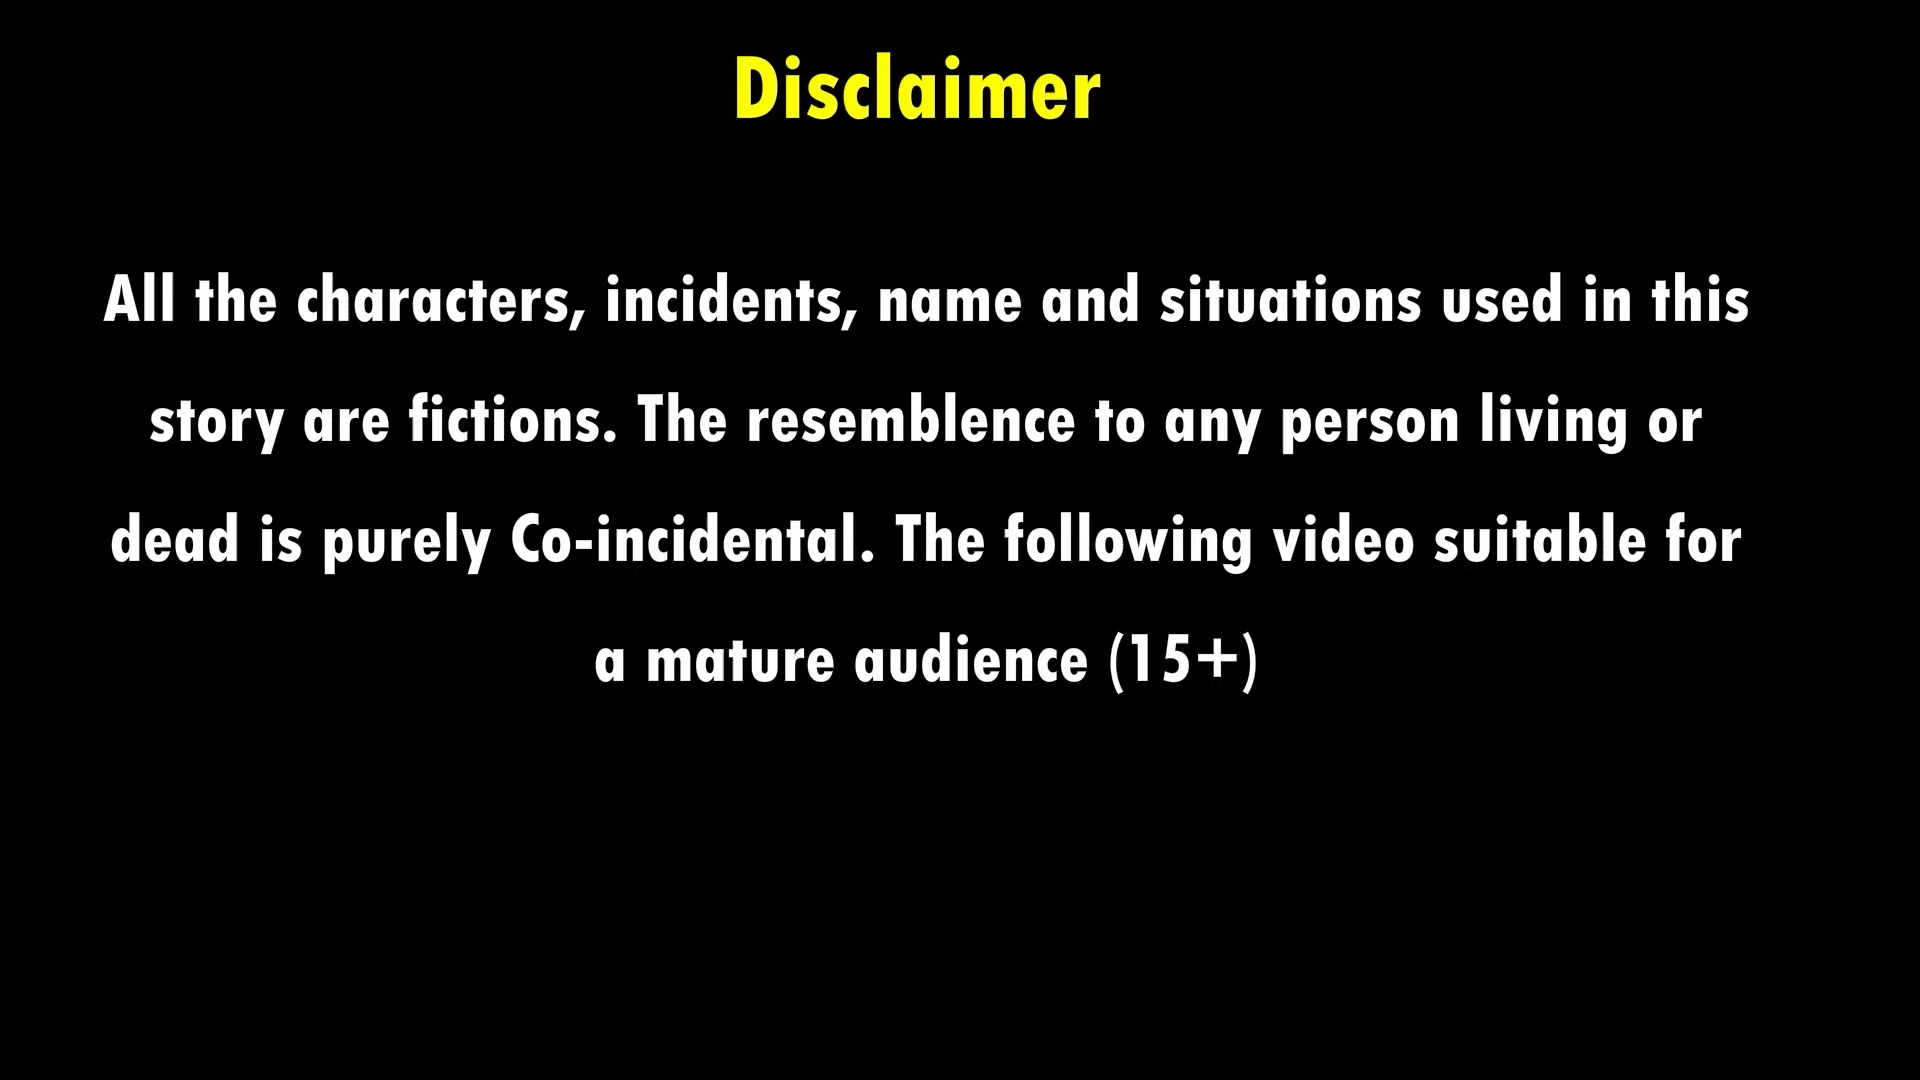 Disclaimer
All the characters, incidents, name and situations used in this
story are fictions. The resemblence to any person living or
dead is purely Co-incidental. The following video suitable for
a mature audience (15+)